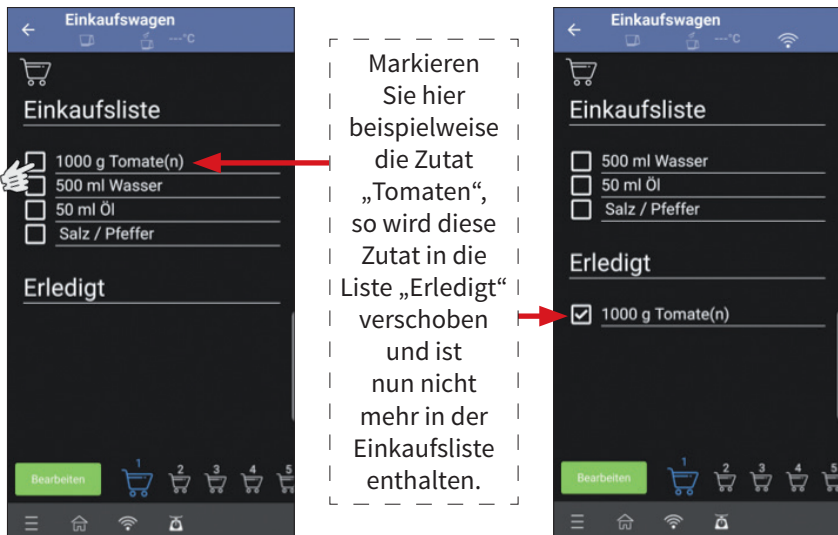 Einkaufswagen
---°C
Einkaufsliste
1000 g Tomate(n)
500 ml Wasser
50 ml Öl
Salz / Pfeffer
Erledigt
Bearbeiten
1
2
3
4
5
Markieren
Sie hier
beispielweise
die Zutat
„Tomaten“,
so wird diese
Zutat in die
Liste „Erledigt“
verschoben
und ist
nun nicht
mehr in der
Einkaufsliste
enthalten.
Einkaufswagen
---°C
Einkaufsliste
500 ml Wasser
50 ml Öl
Salz / Pfeffer
Erledigt
1000 g Tomate(n)
Bearbeiten
1
2
3
4
5